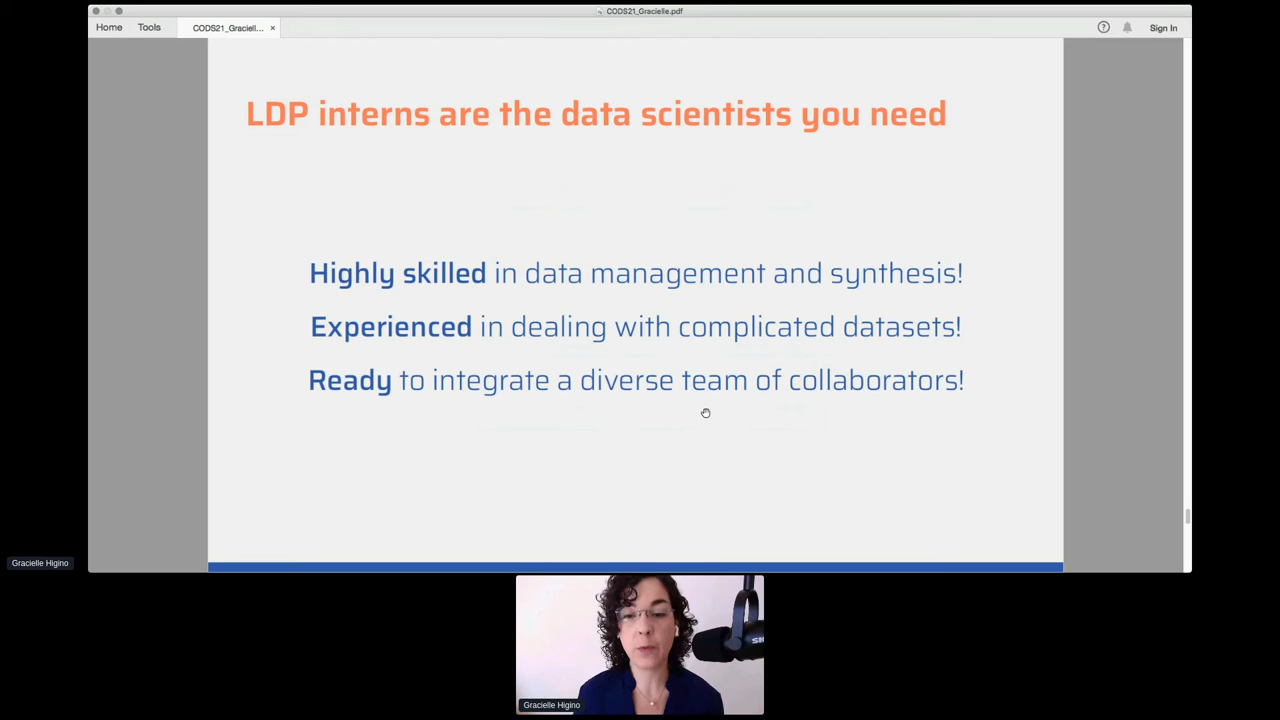 CODS21_Gracielle.pdf
Home
Tools
CODS21_Graciell...
Sign In
LDP interns are the data scientists you need
Highly skilled in data management and synthesis!
Experienced in dealing with complicated datasets!
Ready to integrate a diverse team of collaborators!
Gracielle Higino
Gracielle Higino